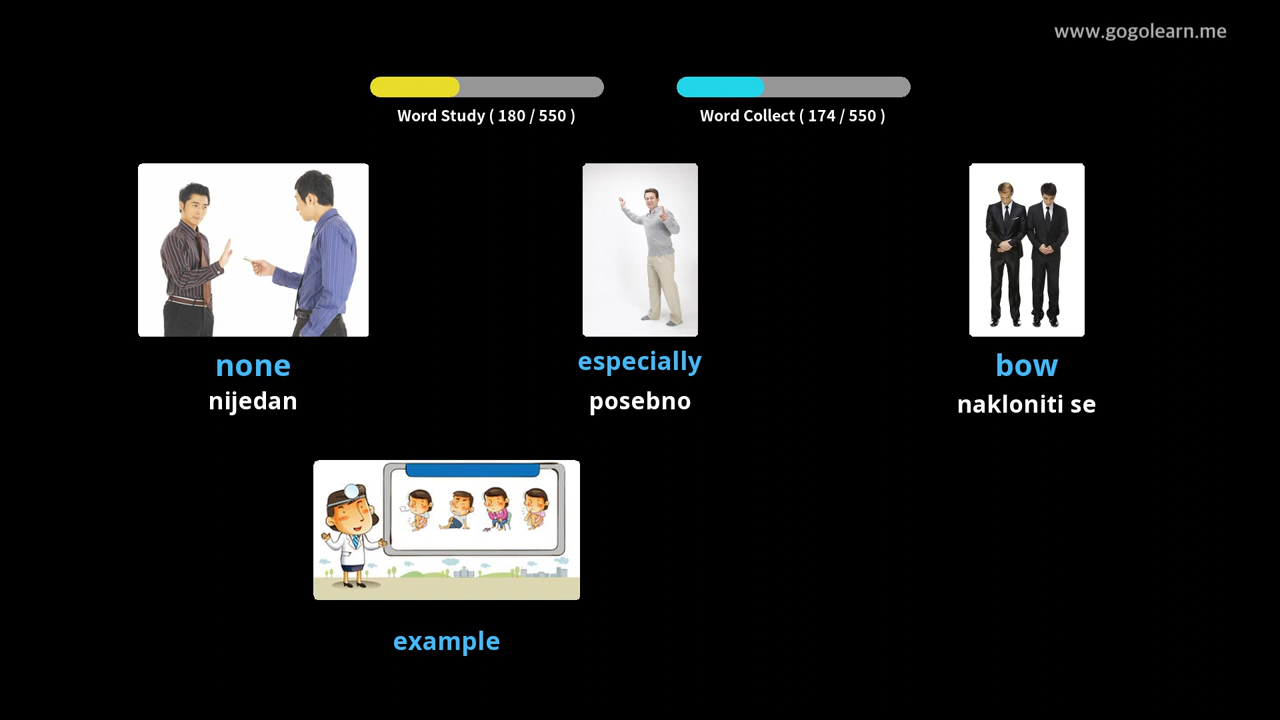 www.gogolearn.me
Word Study ( 180 / 550 )
Word Collect ( 174 / 550 )
none
nijedan
especially
posebno
bow
nakloniti se
example